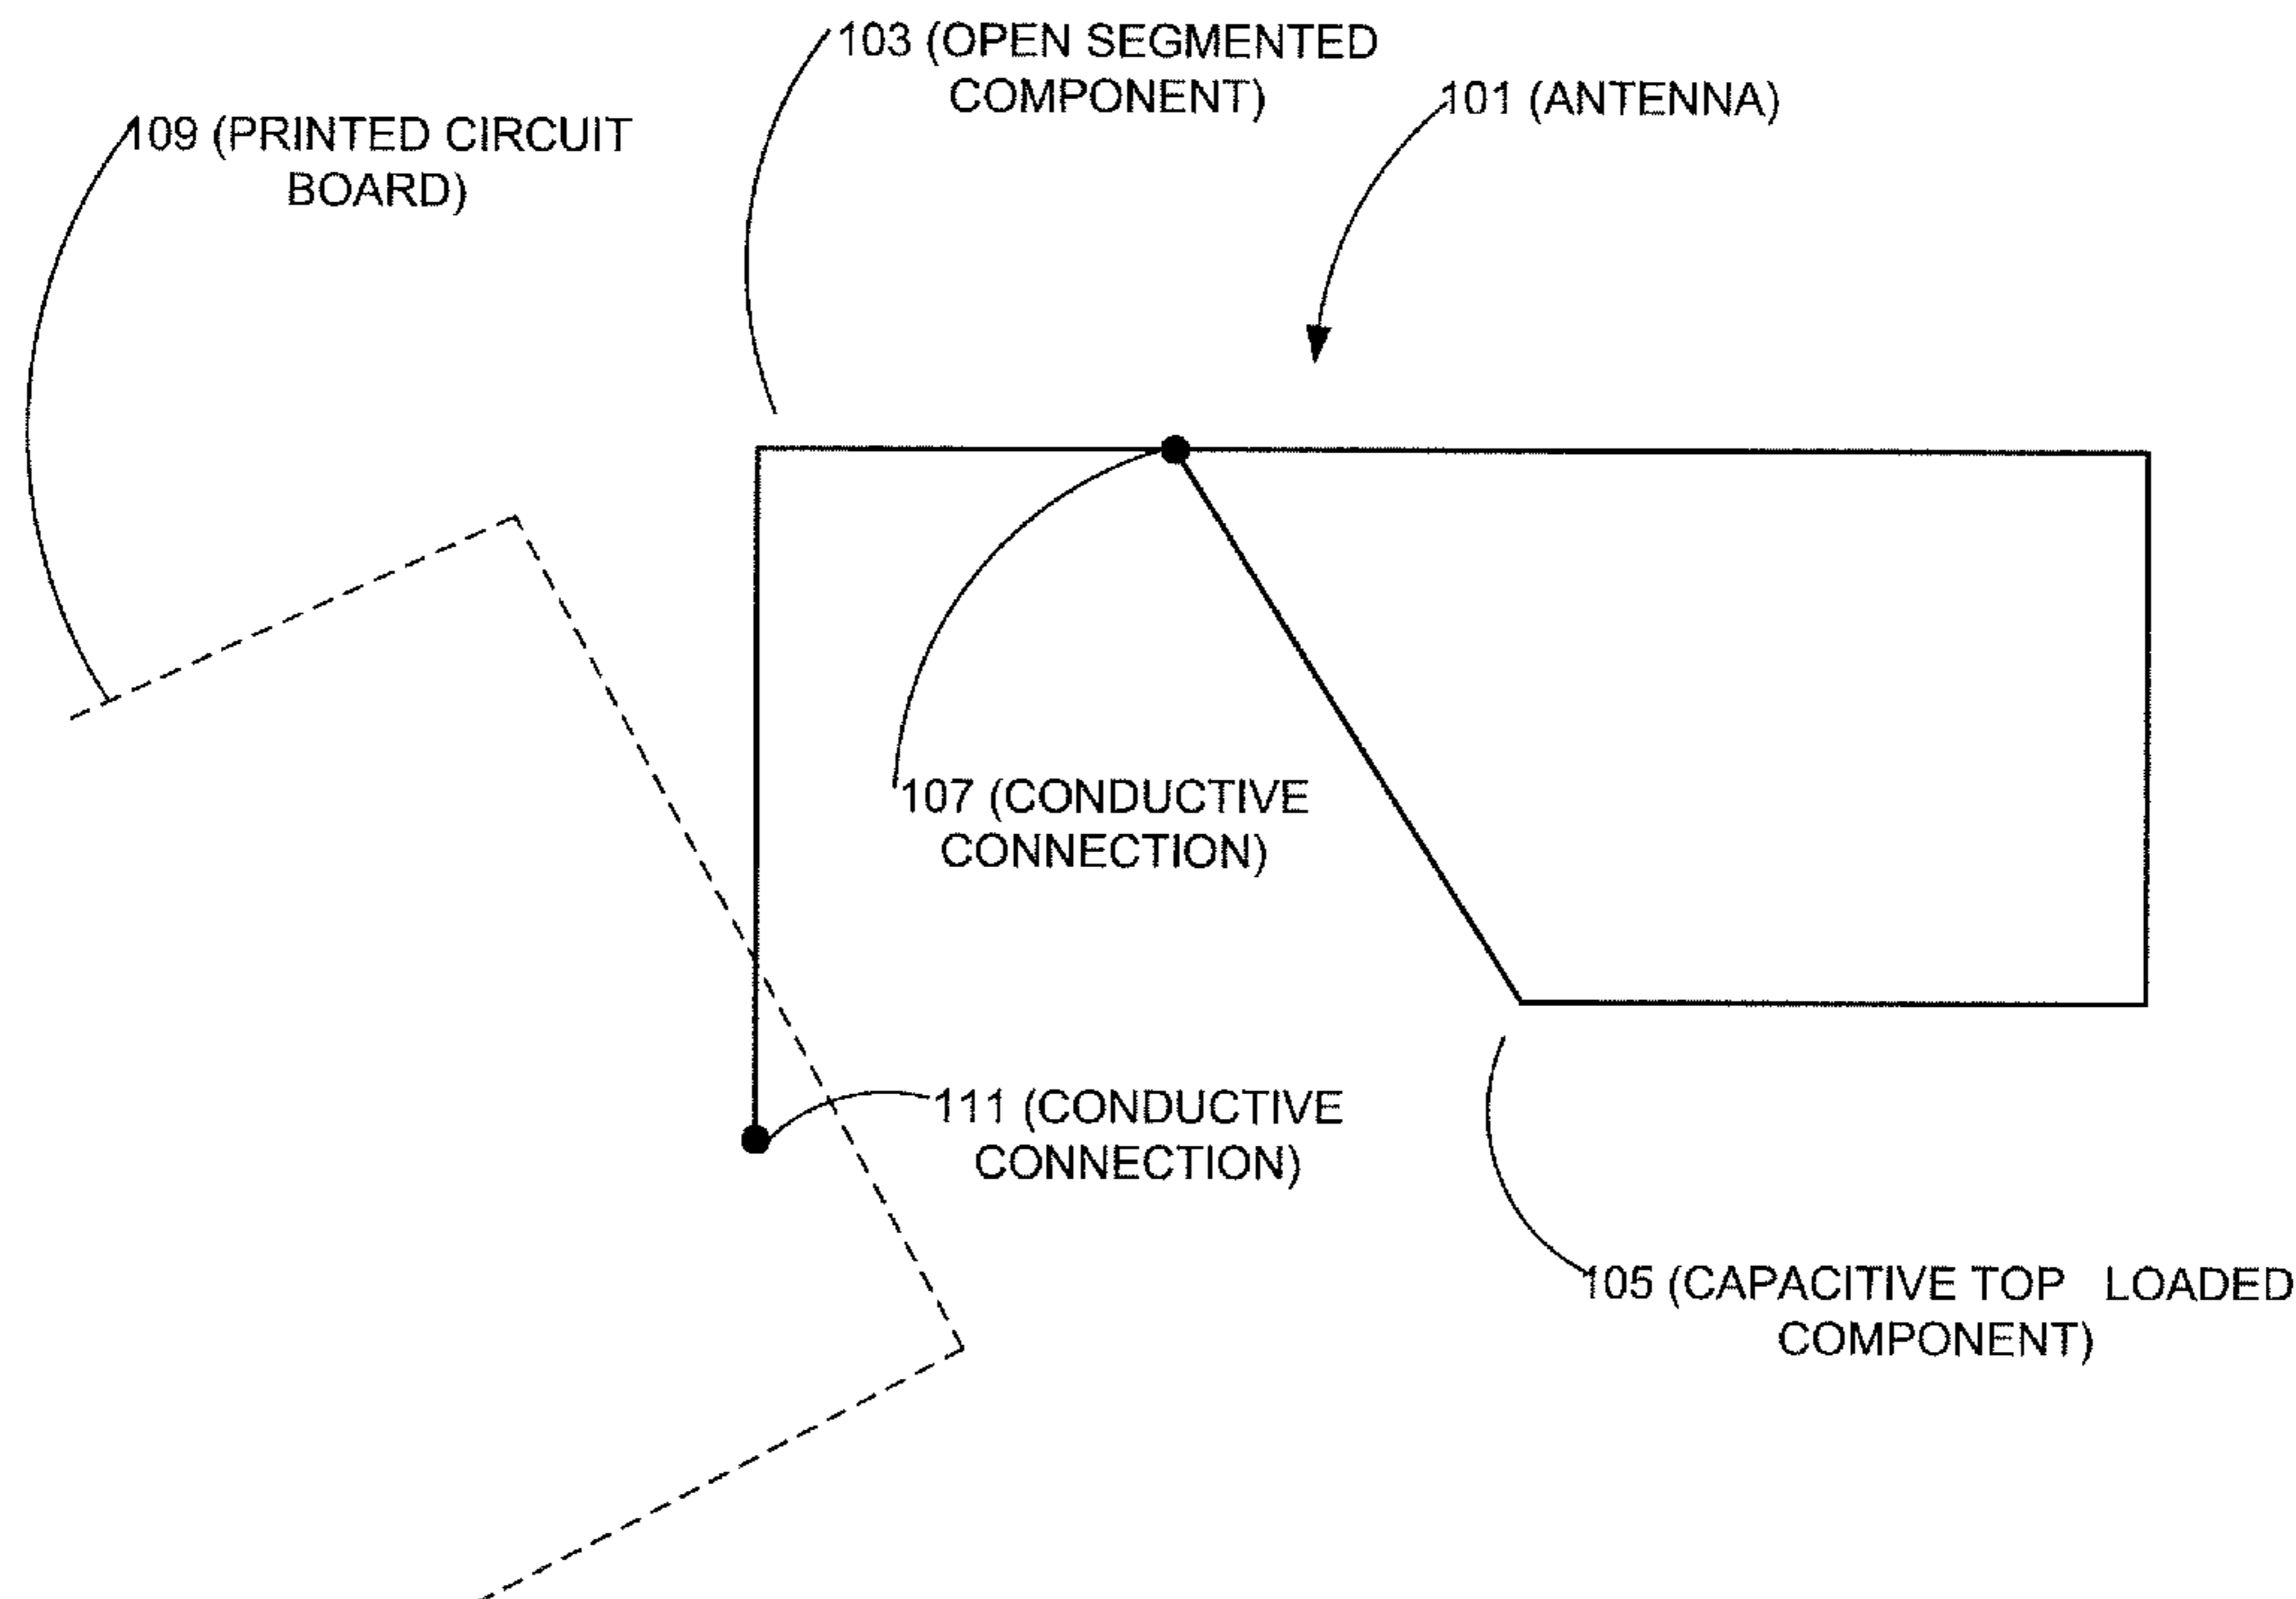 103 (OPEN SEGMENTED
COMPONENT)
101 (ANTENNA)
109 (PRINTED CIRCUIT
BOARD)
107 (CONDUCTIVE
CONNECTION)
111 (CONDUCTIVE
CONNECTION)
105 (CAPACITIVE TOP LOADED
COMPONENT)